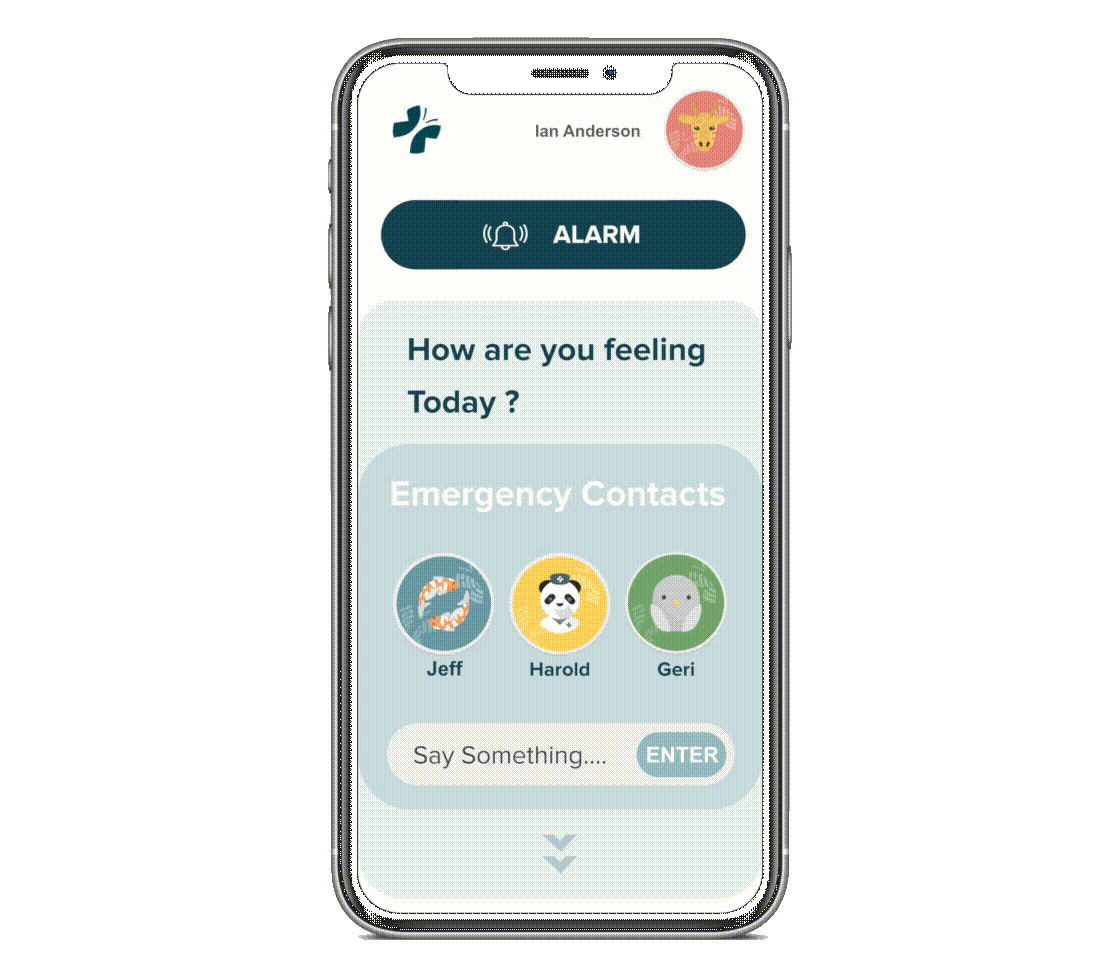 Ian Anderson
ALARM
How are you feeling
Today ?
Emergency Contacts
Jeff Harold Geri
Say Something.... ENTER